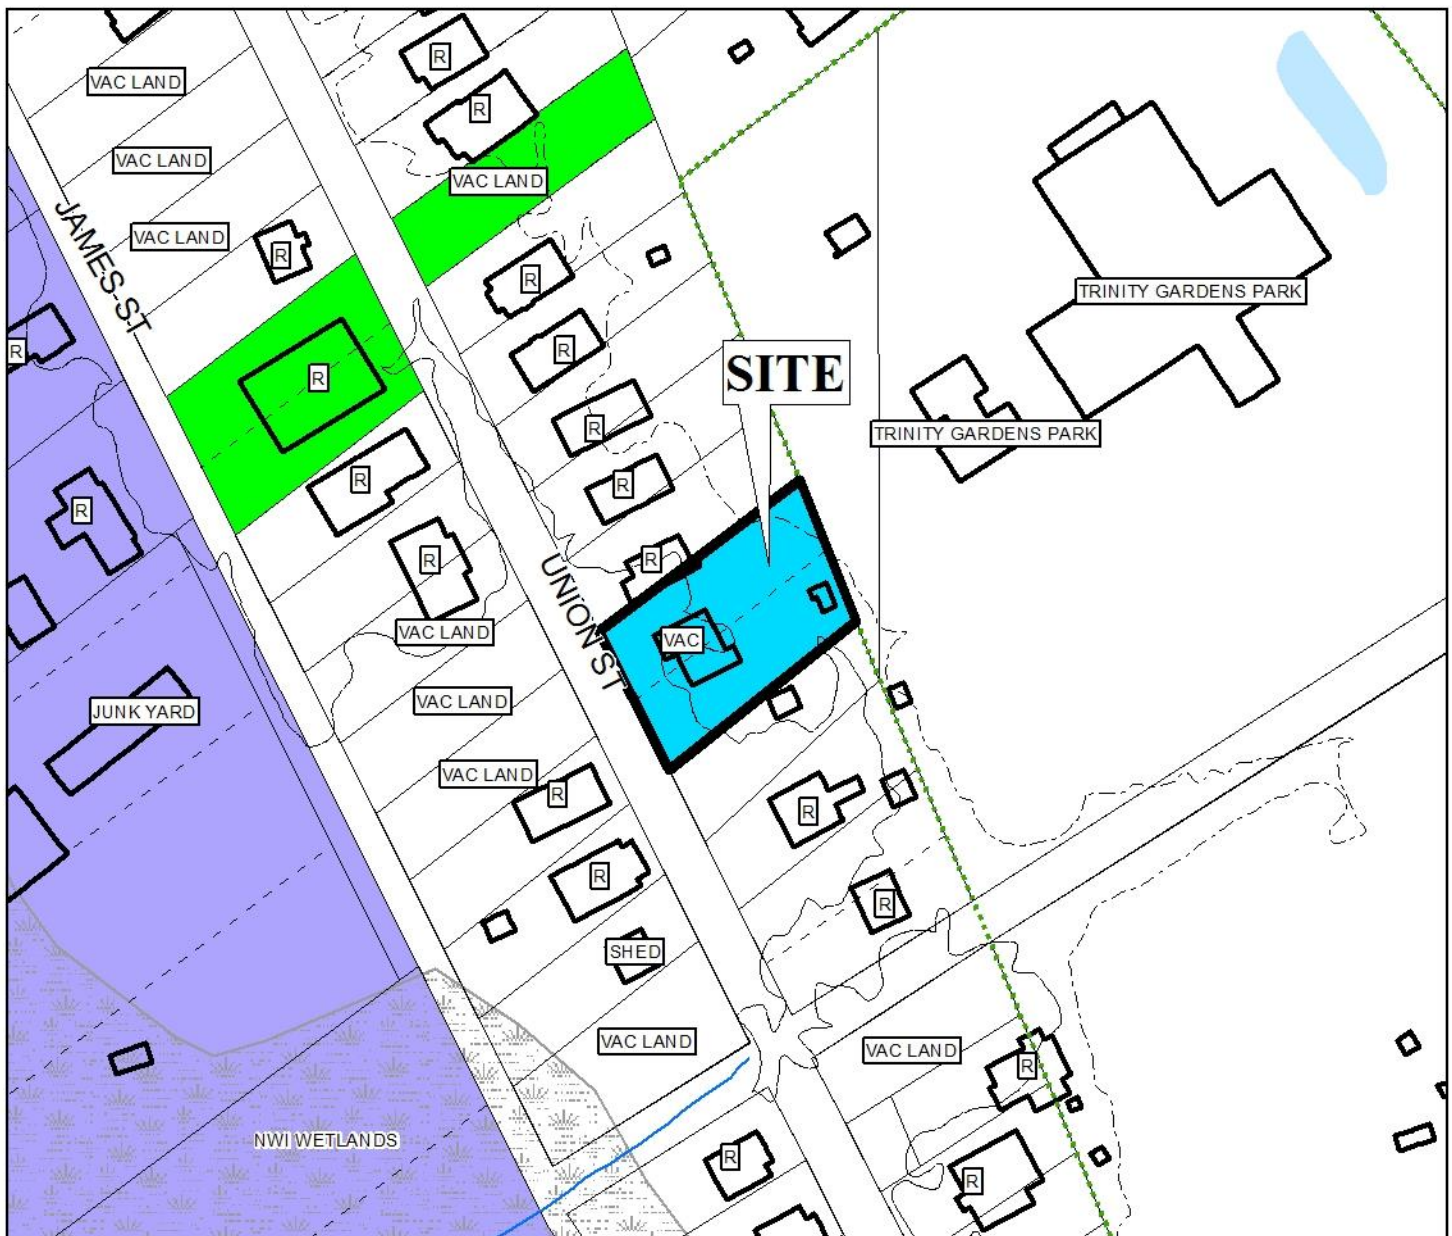 R
VAC LAND
R
VAC LAND
VAC LAND
VAC LAND
R
JAMES ST
R
TRINITY GARDENS PARK
R
R
SITE
R
R
TRINITY GARDENS PARK
R
R
R
R
R
UNION ST
VAC LAND
VAC
VAC LAND
JUNK YARD
VAC LAND
R
R
R
R
SHED
VAC LAND
VAC LAND
R
NWI WETLANDS
R
R